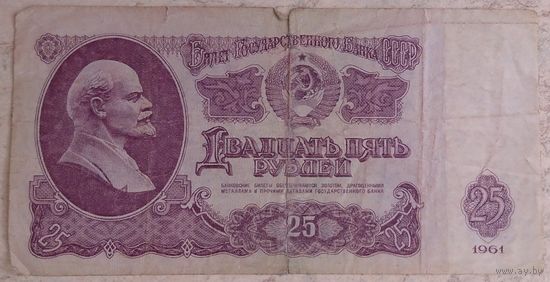 Билет Государственного Банка СССР
Двадцать пять
рублей
БАНКОВСКИЕ БИЛЕТЫ ОБЕСПЕЧИВАЮТСЯ ЗОЛОТОМ, ДРАГОЦЕННЫМИ
МЕТАЛЛАМИ И ПРОЧИМИ АКТИВАМИ ГОСУДАРСТВЕННОГО БАНКА
25
25
25
25
1961
www.ay.by